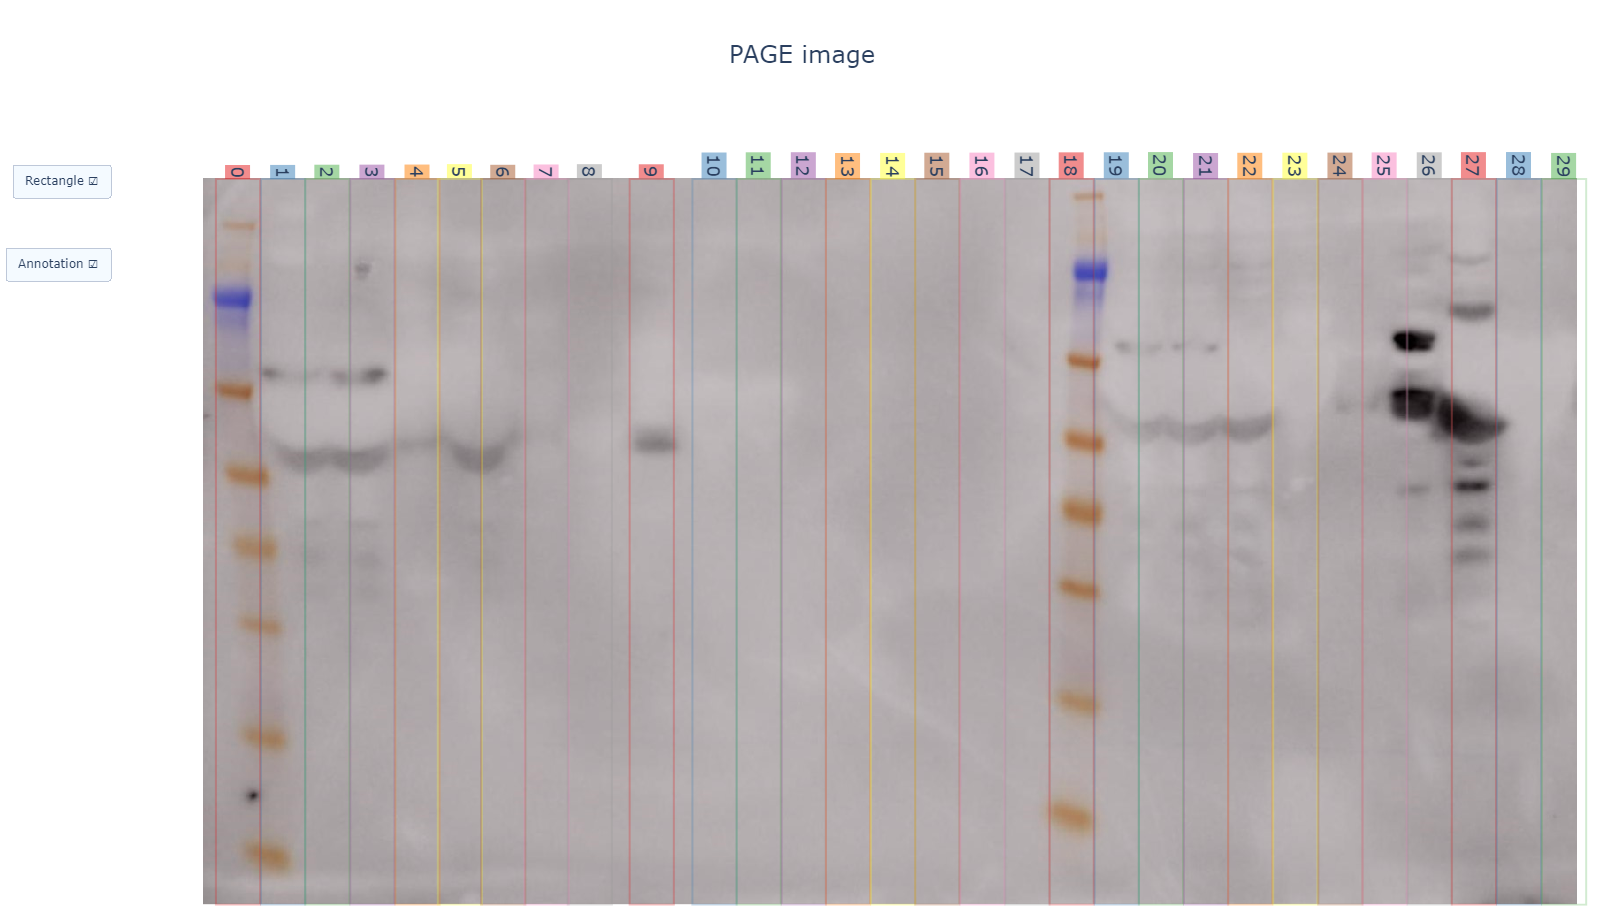 PAGE image
0 1 2 3 4 5 6 7 8 9 10 11 12 13 14 15 16 17 18 19 20 21 22 23 24 25 26 27 28 29
Rectangle ☑
Annotation ☑